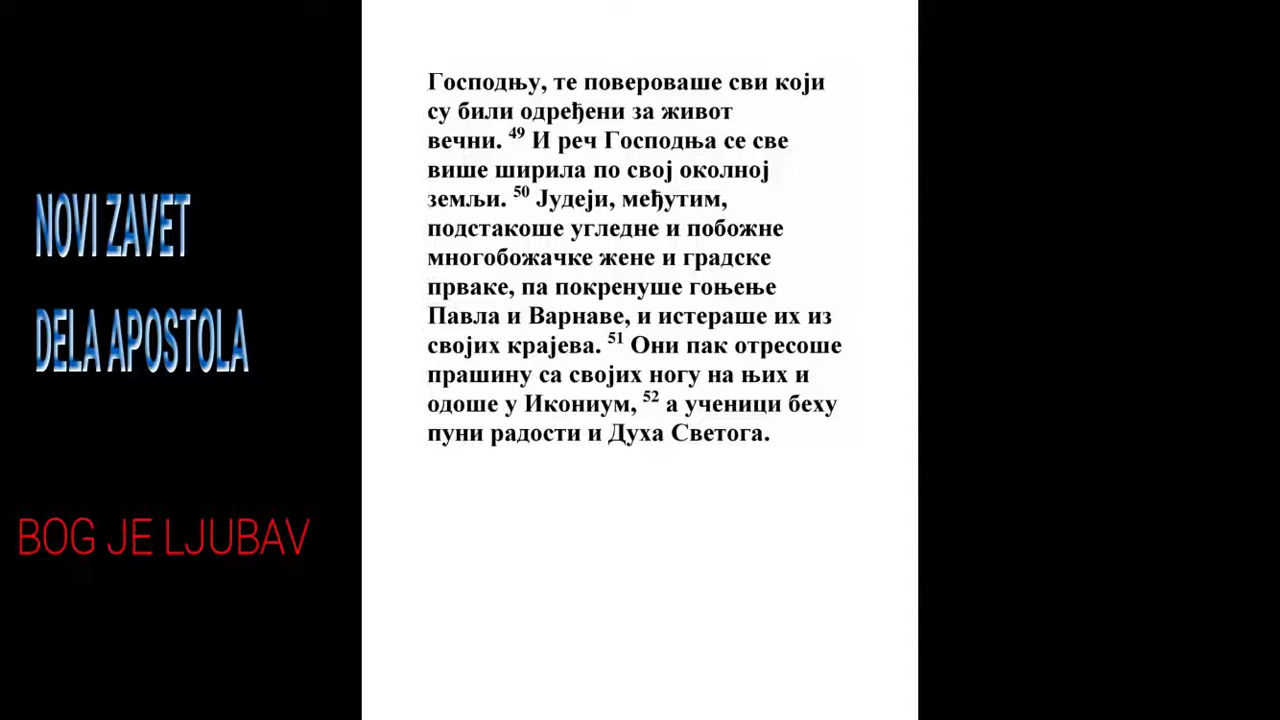 NOVI ZAVET
DELA APOSTOLA
BOG JE LJUBAV
Господњу, те повероваше сви који
су били одређени за живот
вечни. 49 И реч Господња се све
више ширила по свој околној
земљи. 50 Јудеји, међутим,
подстакоше угледне и побожне
многобожачке жене и градске
прваке, па покренуше гоњење
Павла и Варнаве, и истераше их из
својих крајева. 51 Они пак отресоше
прашину са својих ногу на њих и
одоше у Икониум, 52 а ученици беху
пуни радости и Духа Светога.